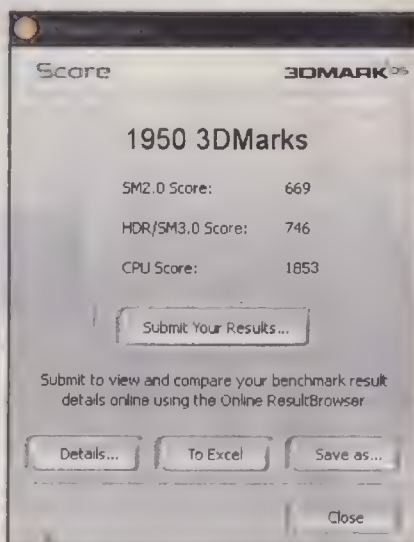 Score
3DMARK 06
1950 3DMarks
SM2.0 Score: 669
HDR/SM3.0 Score: 746
CPU Score: 1853
Submit Your Results...
Submit to view and compare your benchmark result
details online using the Online ResultBrowser
Details... To Excel Save as...
Close